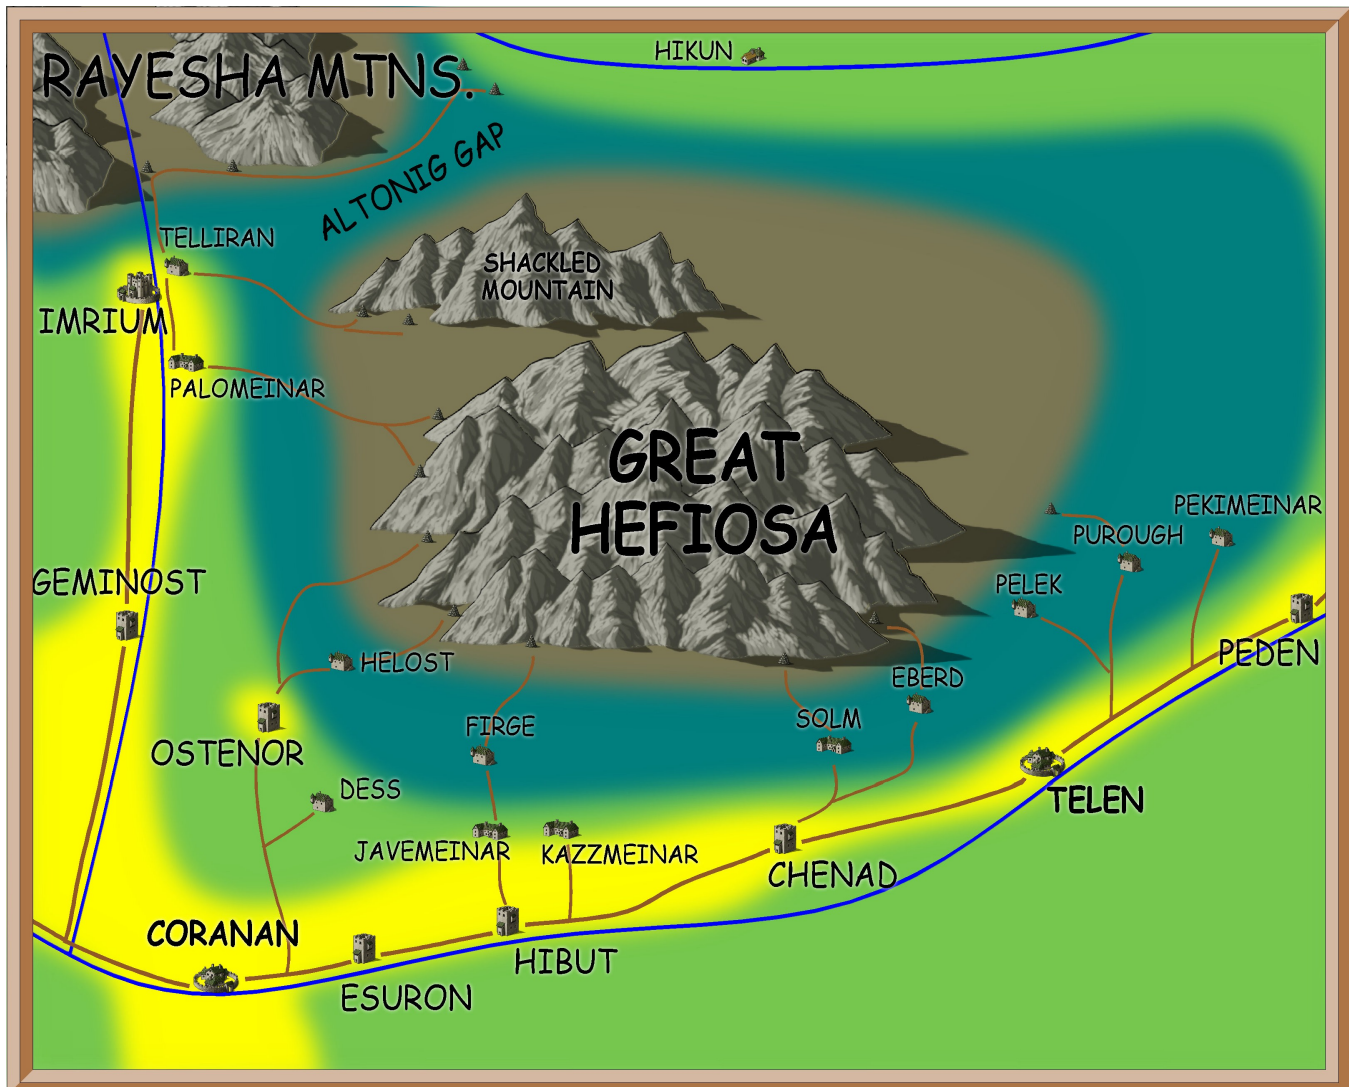 HIKUN
RAYESHA MTNS.
ALTONIG GAP
TELLIRAN
SHACKLED
MOUNTAIN
IMRIUM
PALOMEINAR
GREAT
HEFIOSA
PEKIMEINAR
PUROUGH
GEMINOST
PELEK
PEDEN
HELOST
EBERD
FIRGE
SOLM
OSTENOR
DESS
TELEN
JAVEMEINAR
KAZZMEINAR
CHENAD
CORANAN
HIBUT
ESURON